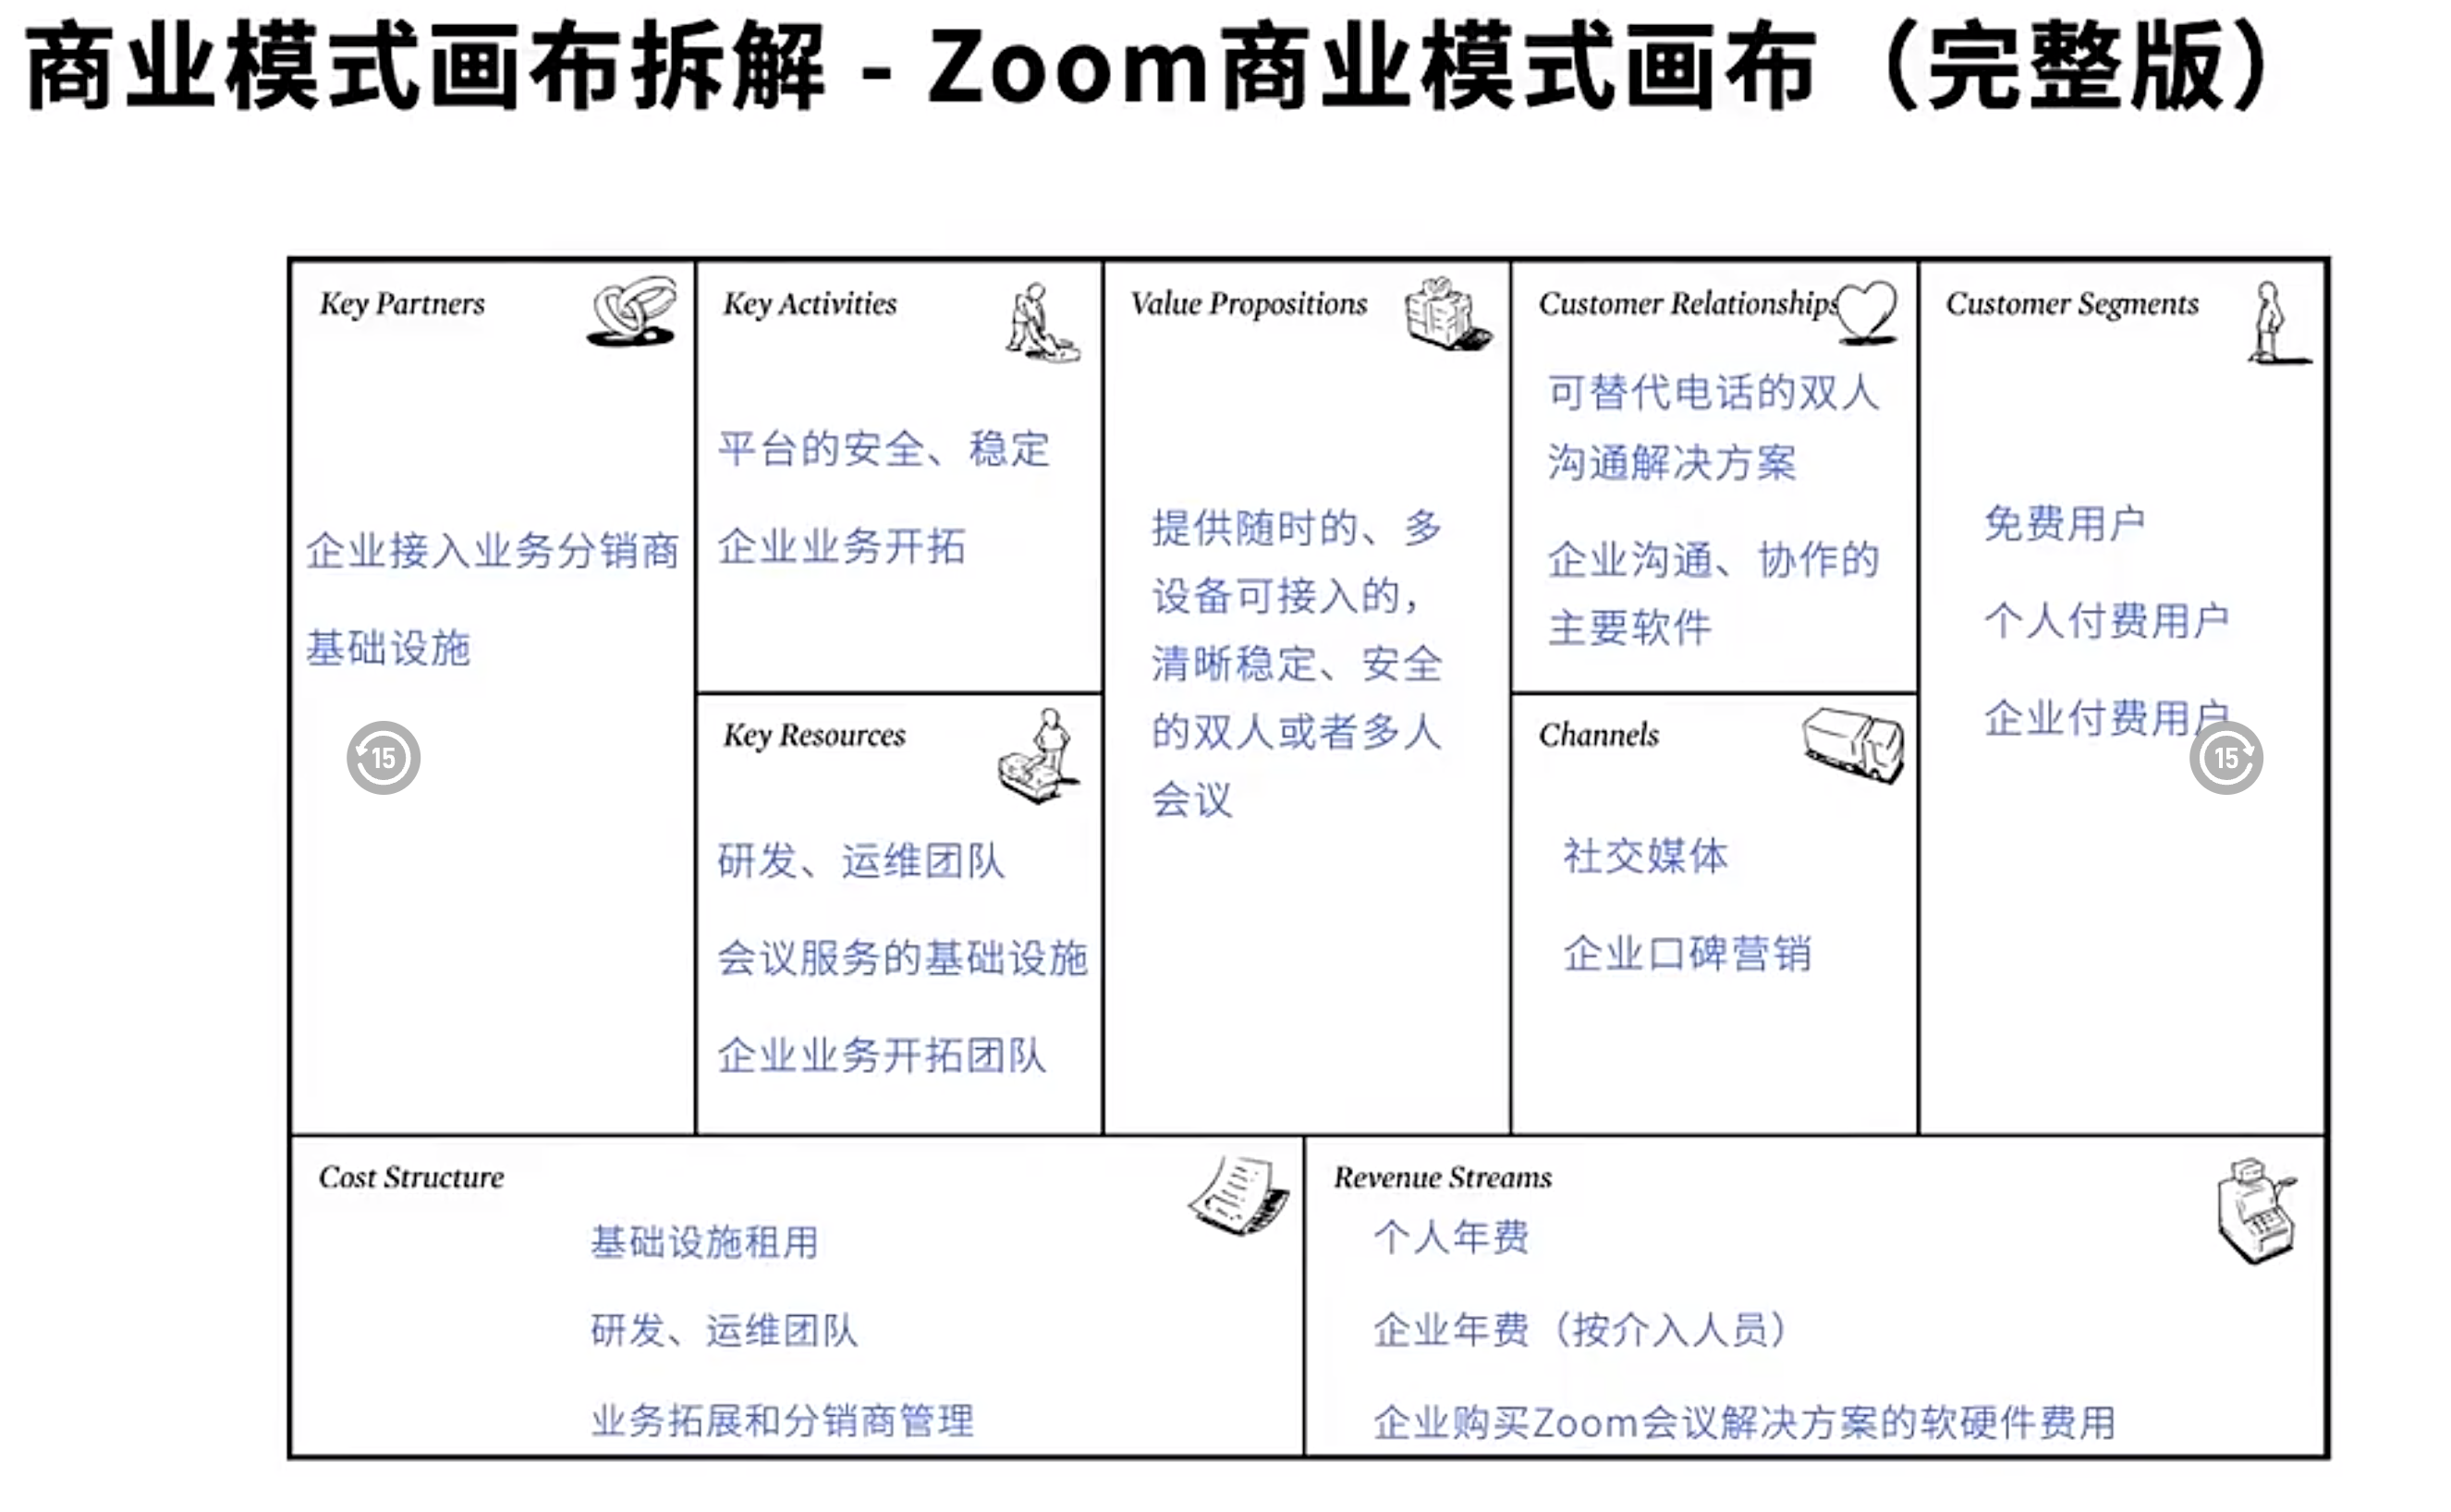 商业模式画布拆解 - Zoom商业模式画布（完整版）
Key Partners
企业接入业务分销商
基础设施
Key Activities
平台的安全、稳定
企业业务开拓
Key Resources
研发、运维团队
会议服务的基础设施
企业业务开拓团队
Value Propositions
提供随时的、多
设备可接入的，
清晰稳定、安全
的双人或者多人
会议
Customer Relationships
可替代电话的双人
沟通解决方案
企业沟通、协作的
主要软件
Channels
社交媒体
企业口碑营销
Customer Segments
免费用户
个人付费用户
企业付费用户
15
15
Cost Structure
基础设施租用
研发、运维团队
业务拓展和分销商管理
Revenue Streams
个人年费
企业年费（按介入人员）
企业购买Zoom会议解决方案的软硬件费用